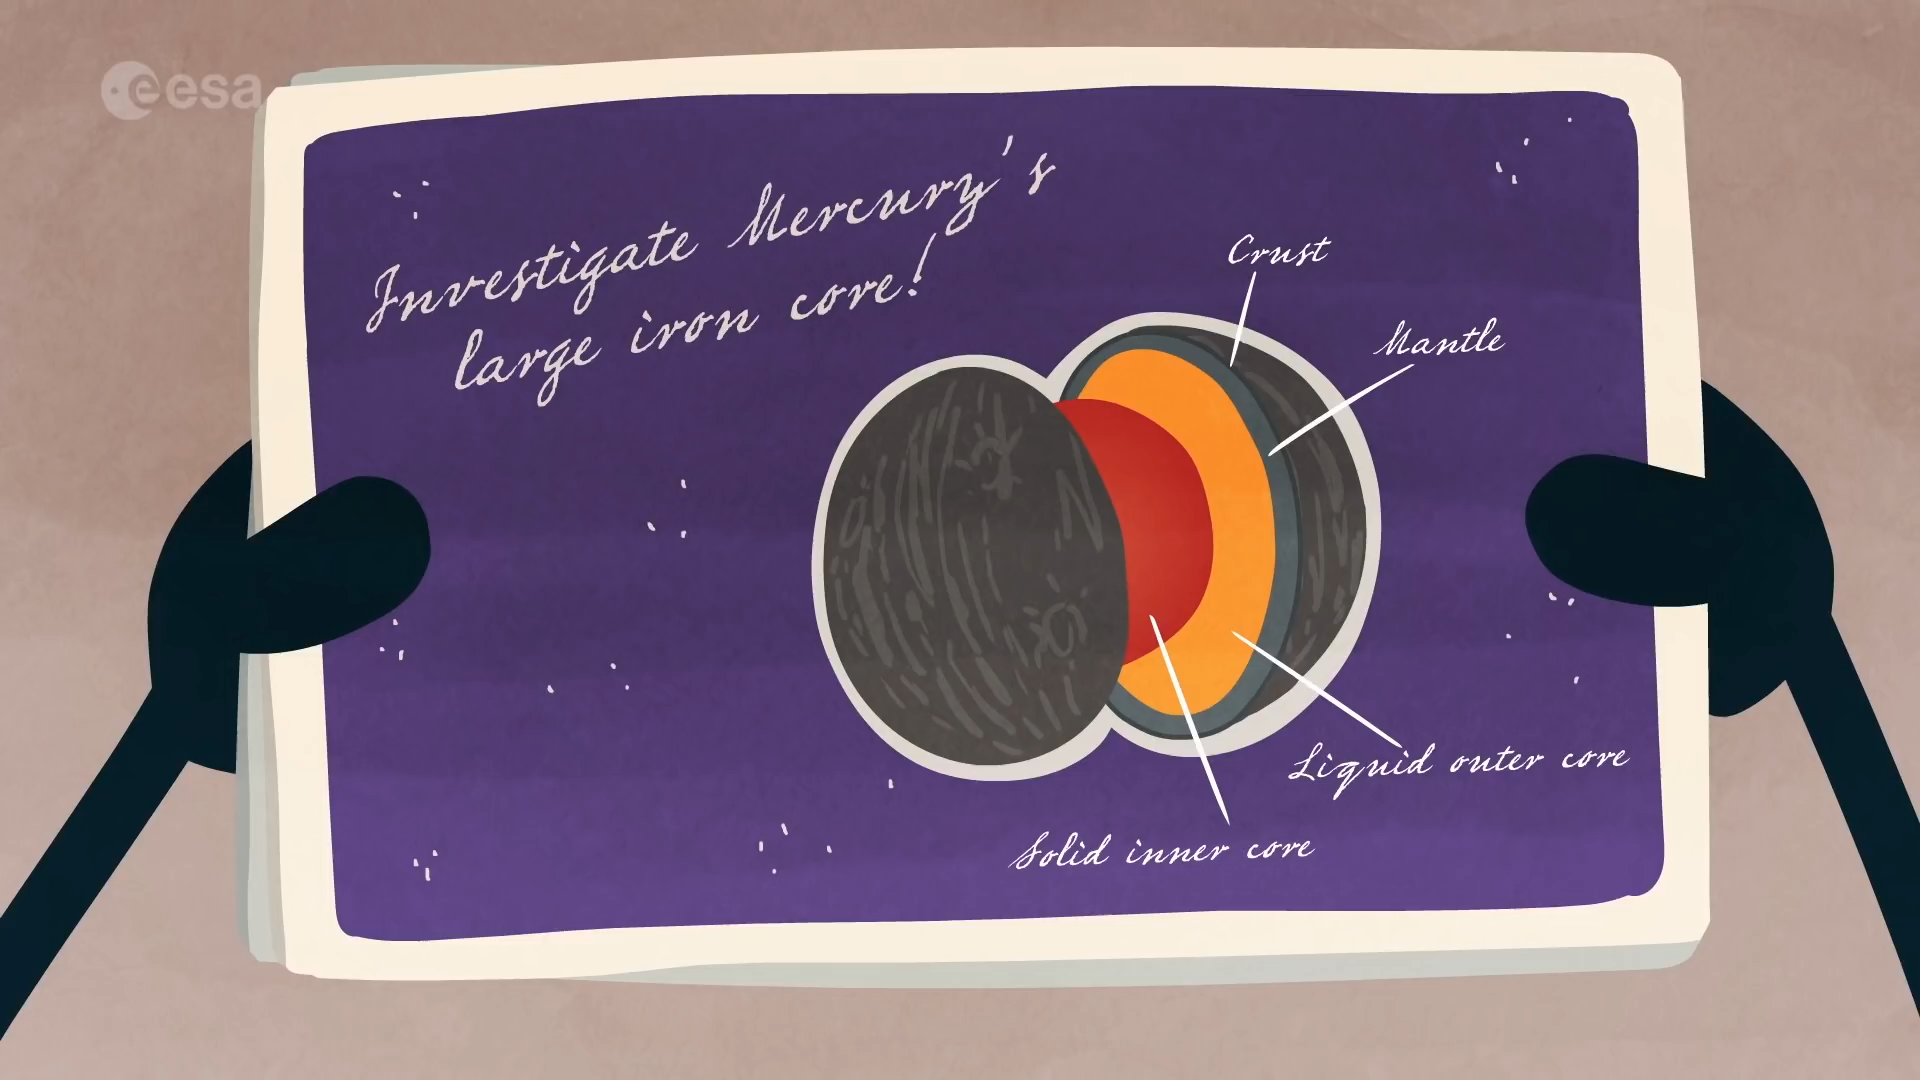 esa
Investigate Mercury's
large iron core!
Crust
Mantle
Liquid outer core
Solid inner core